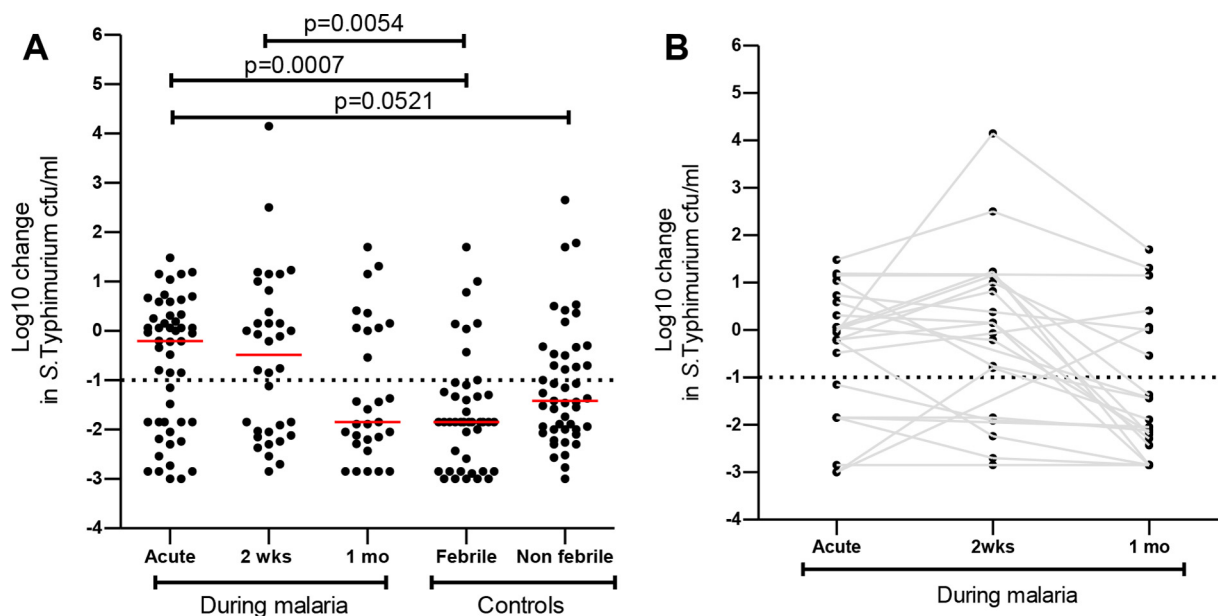 A
p=0.0054
p=0.0007
p=0.0521
Log10 change
in S.Typhimurium cfu/ml
6
5
4
3
2
1
0
-1
-2
-3
-4
Acute 2 wks 1 mo Febrile Non febrile
During malaria Controls
B
Log10 change
in S.Typhimurium cfu/ml
6
5
4
3
2
1
0
-1
-2
-3
-4
Acute 2wks 1 mo
During malaria